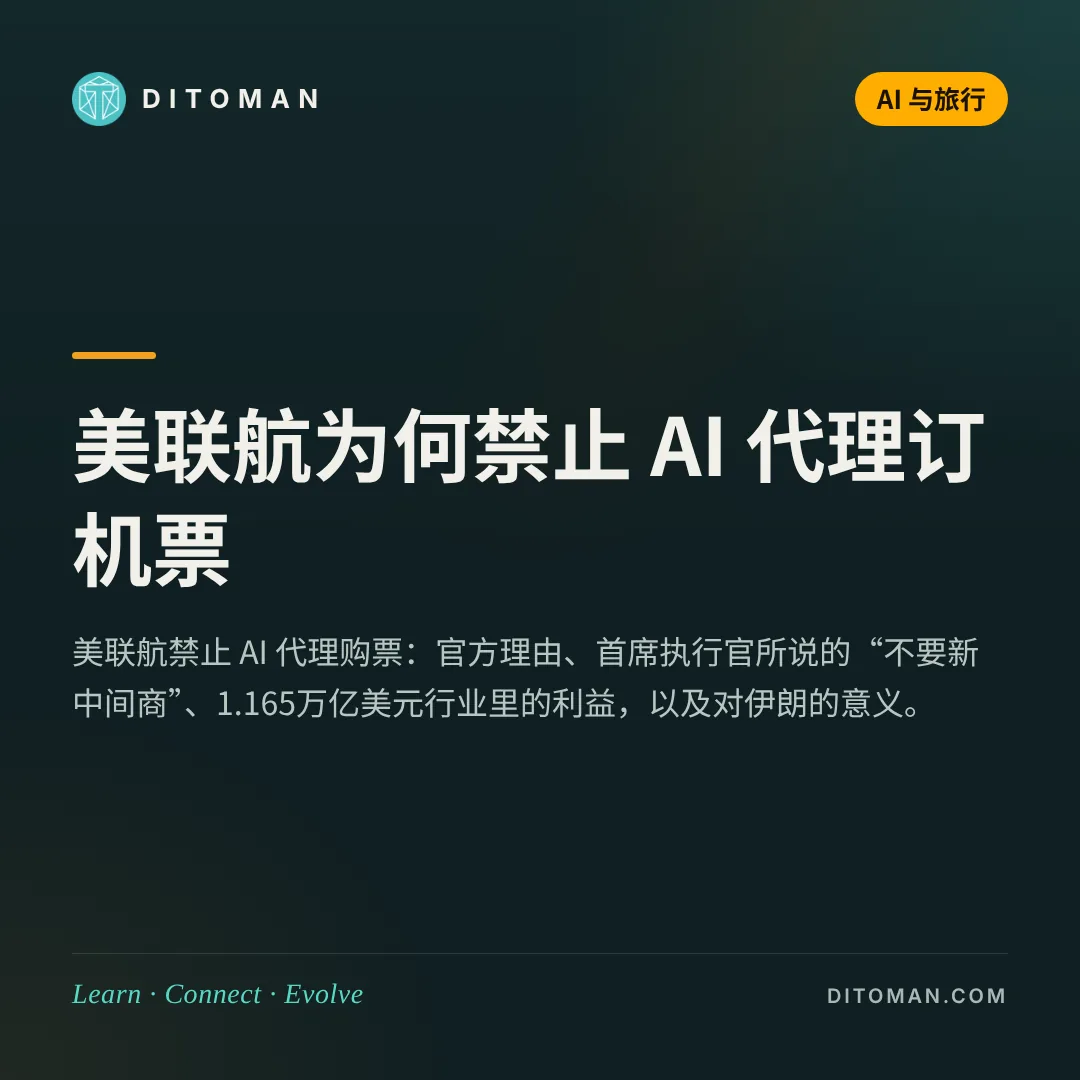 DITOMAN
AI 与旅行
美联航为何禁止 AI 代理订
机票
美联航禁止 AI 代理购票：官方理由、首席执行官所说的“不要新
中间商”、1.165万亿美元行业里的利益，以及对伊朗的意义。
Learn · Connect · Evolve
DITOMAN.COM